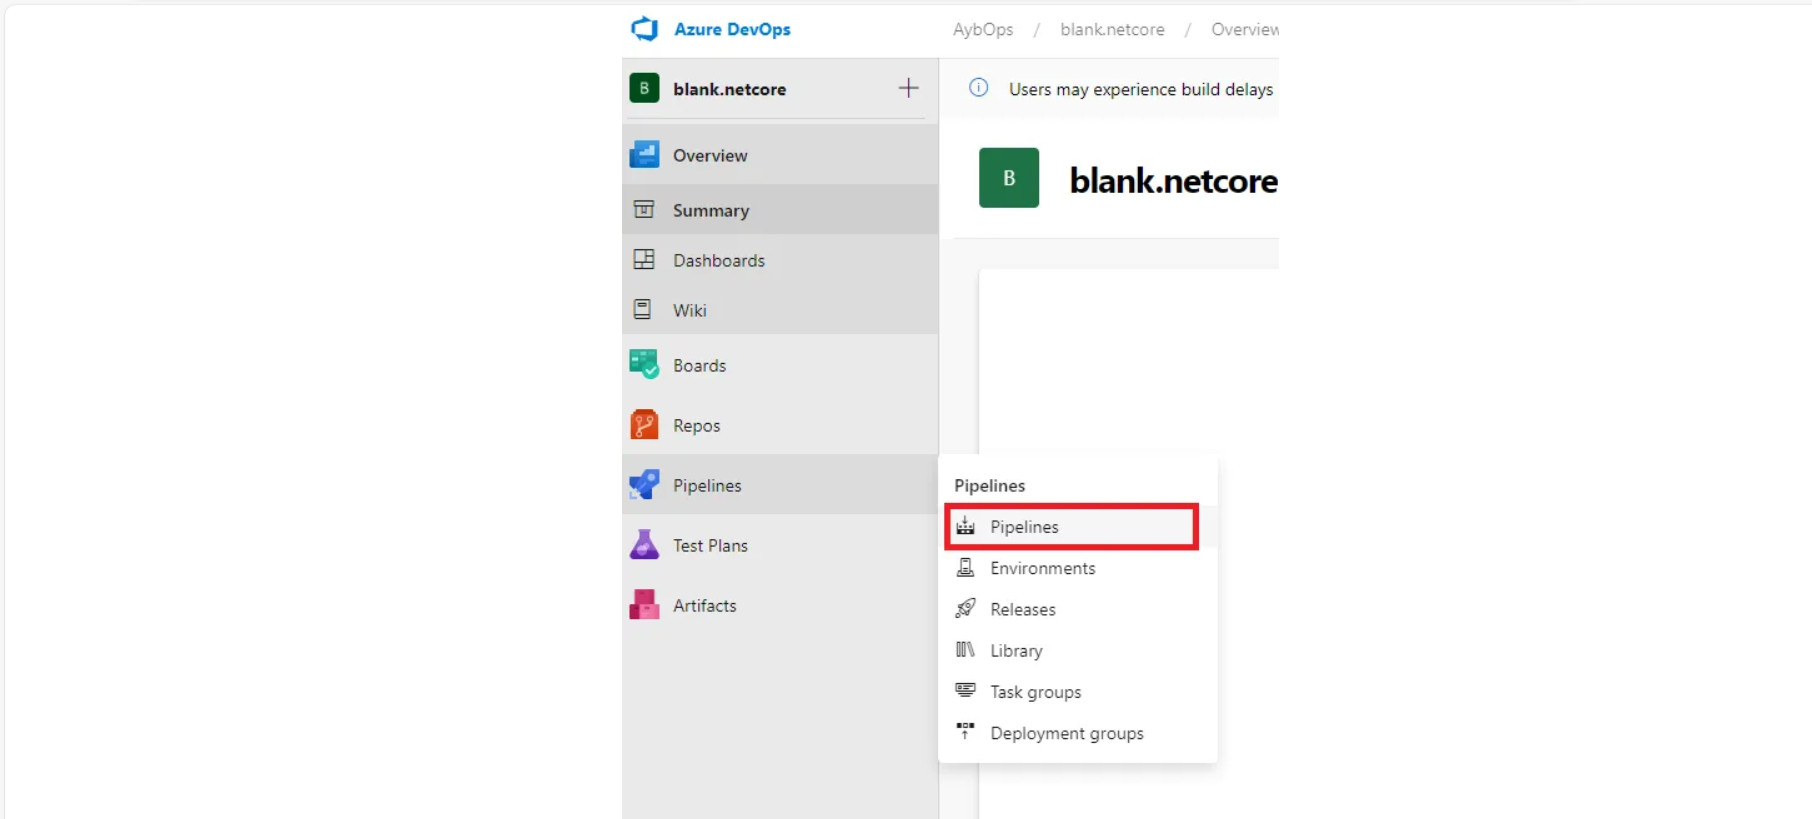 Azure DevOps
AybOps / blank.netcore / Overview
B blank.netcore +
Users may experience build delays
Overview
B blank.netcore
Summary
Dashboards
Wiki
Boards
Repos
Pipelines
Test Plans
Artifacts
Pipelines
Pipelines
Environments
Releases
Library
Task groups
Deployment groups